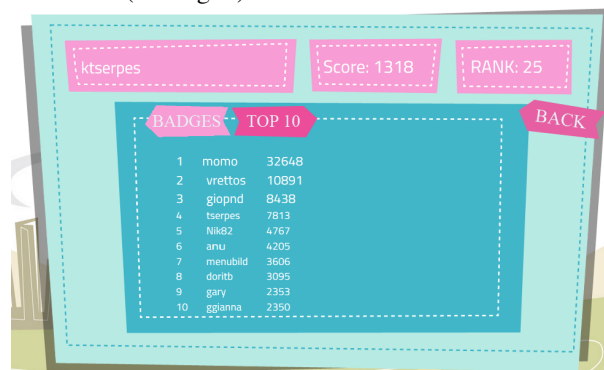 ktserpes
Score: 1318
RANK: 25
BADGES
TOP 10
BACK
1 momo 32648
2 vrettos 10891
3 giopnd 8438
4 tserpes 7813
5 Nik82 4767
6 anu 4205
7 menubild 3606
8 doritb 3095
9 gary 2353
10 ggianna 2350